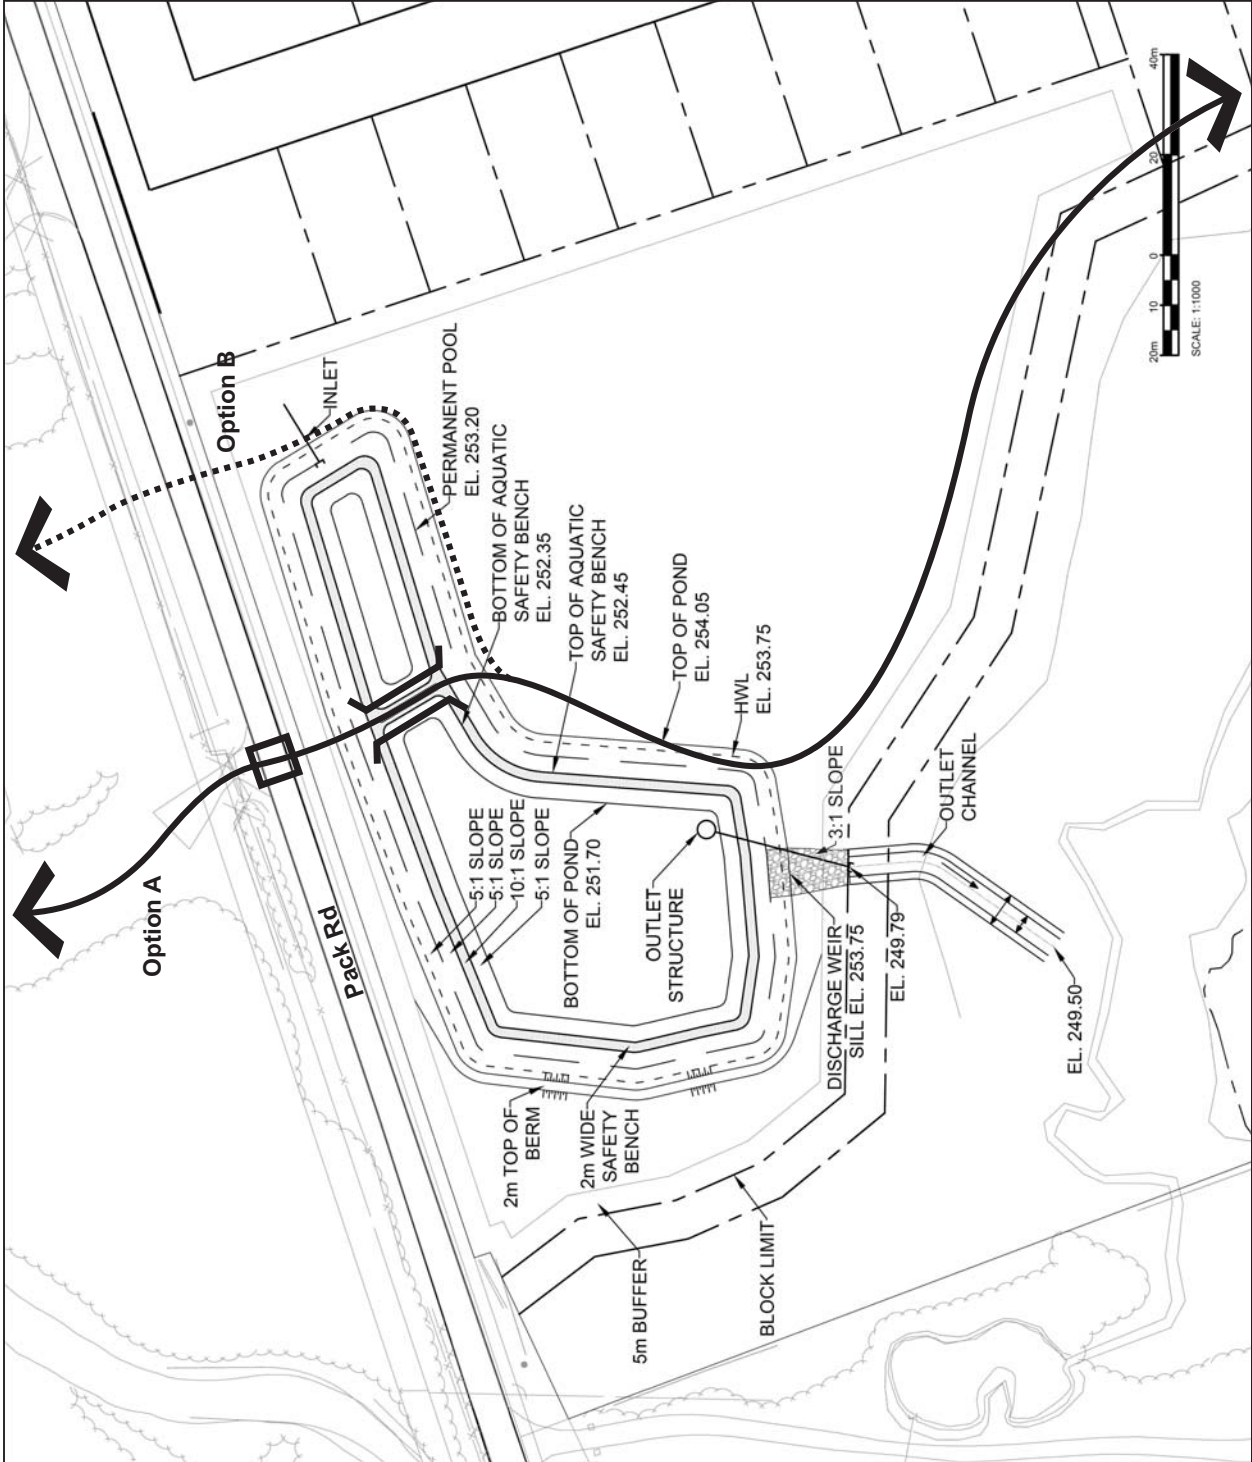 Option B
INLET
PERMANENT POOL
EL. 253.20
BOTTOM OF AQUATIC
SAFETY BENCH
EL. 252.35
TOP OF AQUATIC
SAFETY BENCH
EL. 252.45
TOP OF POND
EL. 254.05
HWL
EL. 253.75
3:1 SLOPE
OUTLET
CHANNEL
Option A
Pack Rd
5:1 SLOPE
5:1 SLOPE
10:1 SLOPE
5:1 SLOPE
BOTTOM OF POND
EL. 251.70
OUTLET
STRUCTURE
DISCHARGE WEIR
SILL EL. 253.75
EL. 249.79
EL. 249.50
2m TOP OF
BERM
2m WIDE
SAFETY
BENCH
5m BUFFER
BLOCK LIMIT
20m 10 0 20 40m
SCALE: 1:1000